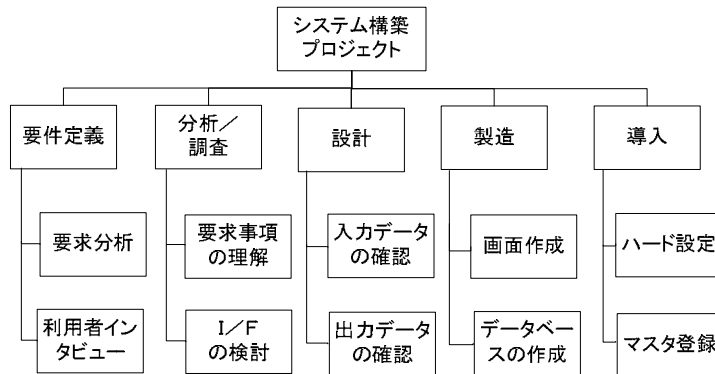 システム構築
プロジェクト
要件定義
分析／
調査
設計
製造
導入
要求分析
要求事項
の理解
入力データ
の確認
画面作成
ハード設定
利用者イン
タビュー
I／F
の検討
出力データ
の確認
データベー
スの作成
マスタ登録